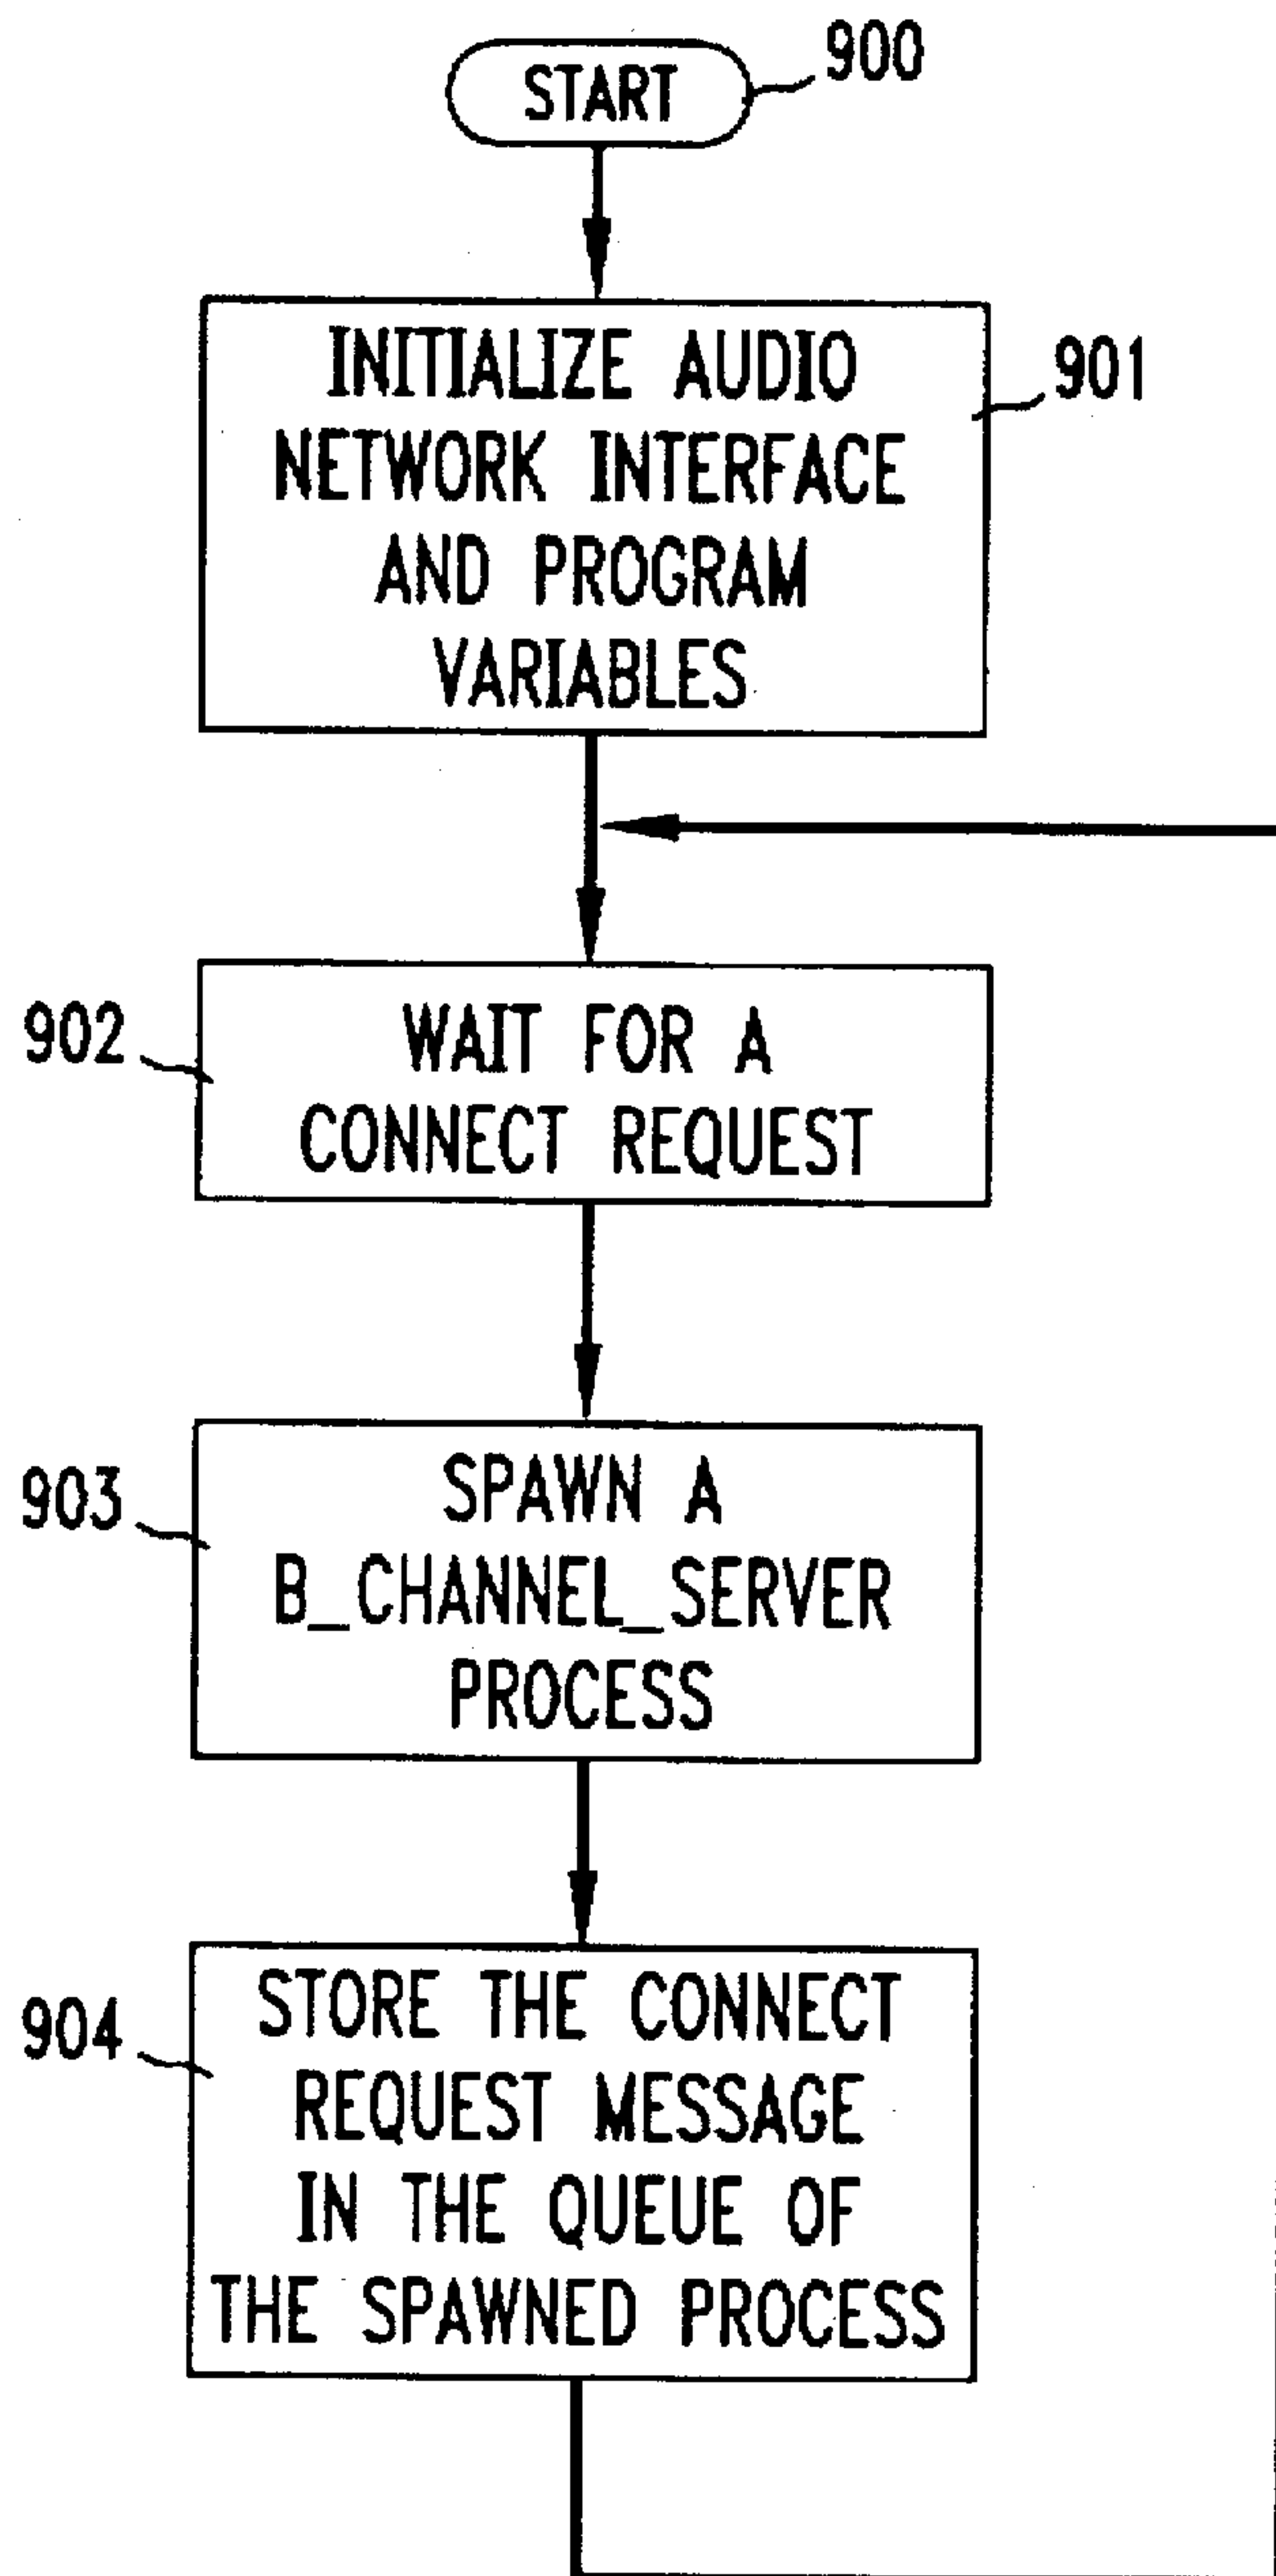 START
900
INITIALIZE AUDIO
NETWORK INTERFACE
AND PROGRAM
VARIABLES
901
902
WAIT FOR A
CONNECT REQUEST
903
SPAWN A
B_CHANNEL_SERVER
PROCESS
904
STORE THE CONNECT
REQUEST MESSAGE
IN THE QUEUE OF
THE SPAWNED PROCESS